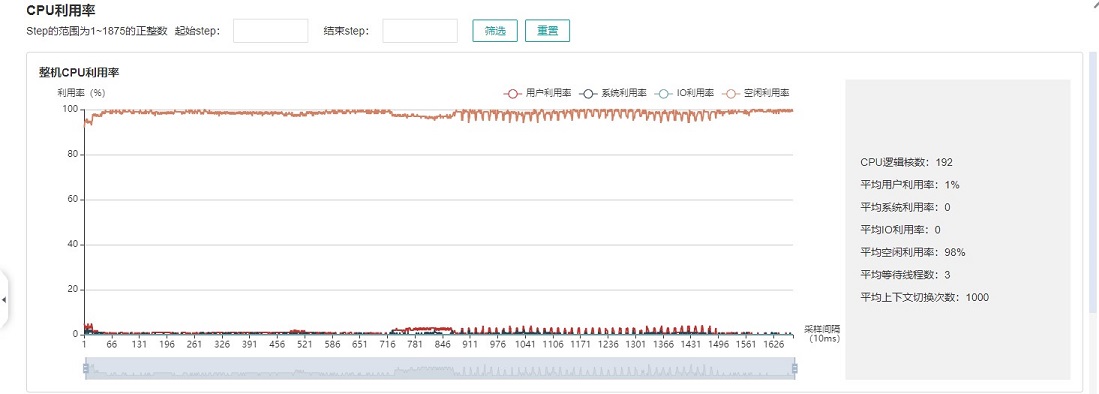 CPU利用率
Step的范围为1~1875的正整数 起始step： 结束step： 筛选 重置
整机CPU利用率
利用率（%）
用户利用率 系统利用率 IO利用率 空闲利用率
100
80
60
40
20
0
1 66 131 196 261 331 391 456 521 586 651 716 781 846 911 976 1041 1106 1171 1236 1301 1366 1431 1496 1561 1626
采样间隔
（10ms）
CPU逻辑核数：192
平均用户利用率：1%
平均系统利用率：0
平均IO利用率：0
平均空闲利用率：98%
平均等待线程数：3
平均上下文切换次数：1000